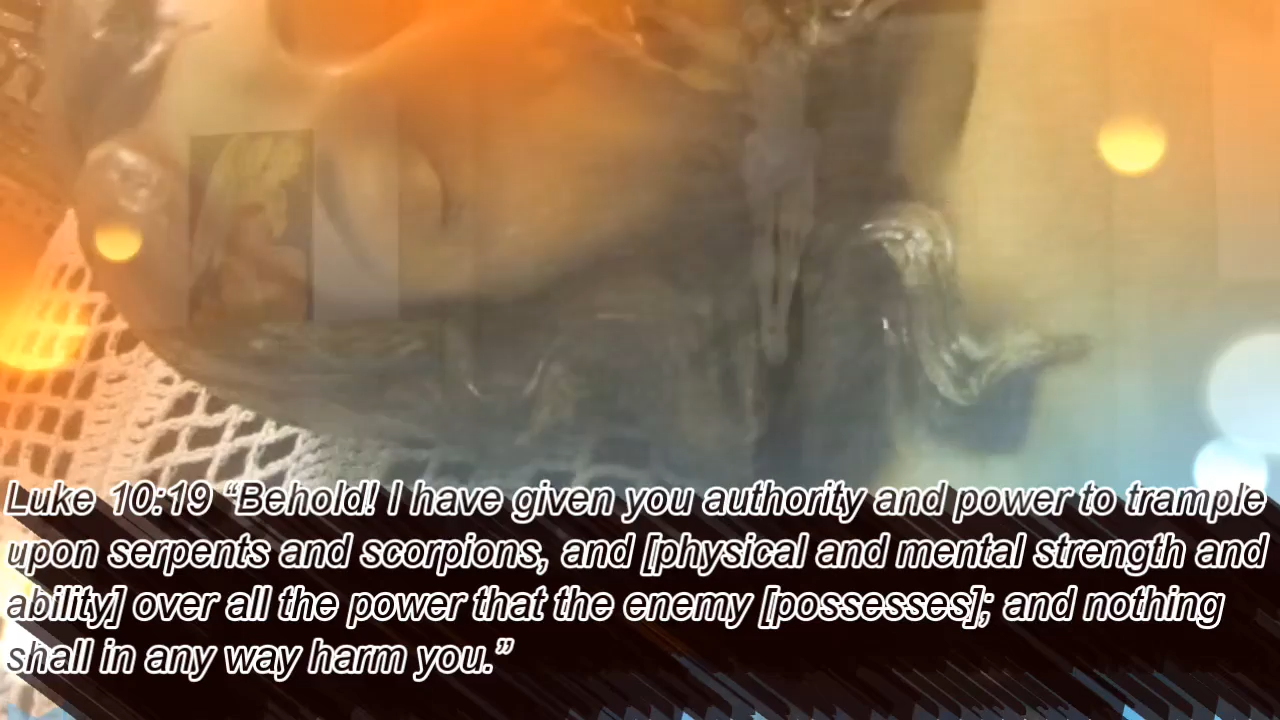 Luke 10:19 “Behold! I have given you authority and power to trample
upon serpents and scorpions, and [physical and mental strength and
ability] over all the power that the enemy [possesses]; and nothing
shall in any way harm you.”